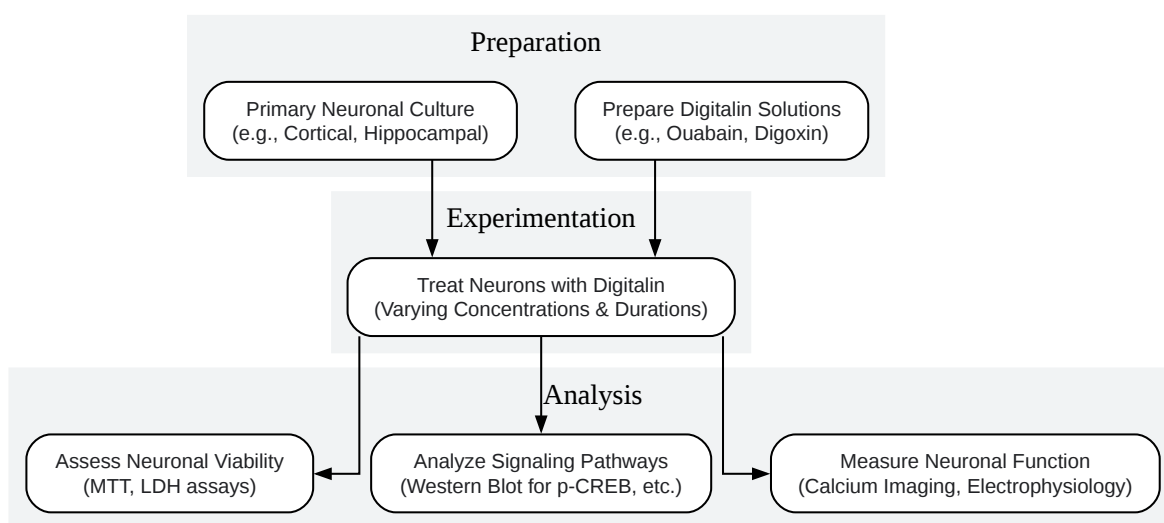 Preparation
Primary Neuronal Culture
(e.g., Cortical, Hippocampal)
Prepare Digitalin Solutions
(e.g., Ouabain, Digoxin)
Experimentation
Treat Neurons with Digitalin
(Varying Concentrations & Durations)
Analysis
Assess Neuronal Viability
(MTT, LDH assays)
Analyze Signaling Pathways
(Western Blot for p-CREB, etc.)
Measure Neuronal Function
(Calcium Imaging, Electrophysiology)